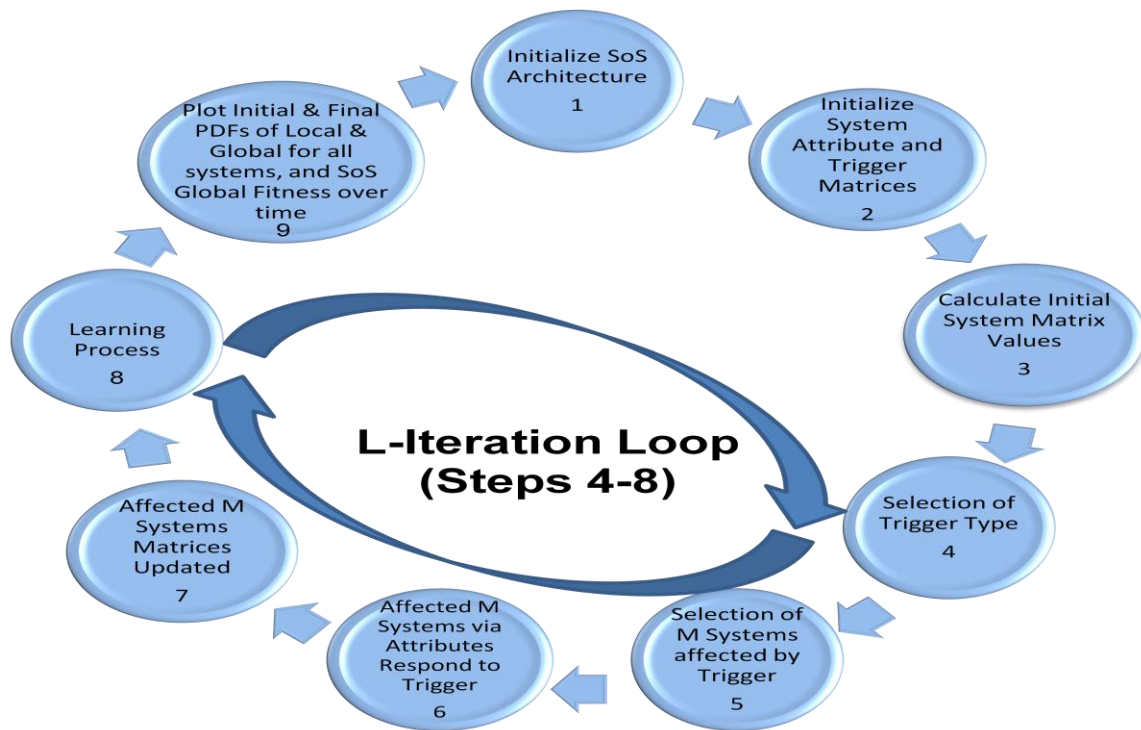 Initialize SoS
Architecture
1
Initialize
System
Attribute and
Trigger
Matrices
2
Calculate Initial
System Matrix
Values
3
Selection of
Trigger Type
4
Selection of
M Systems
affected by
Trigger
5
Affected M
Systems via
Attributes
Respond to
Trigger
6
Affected M
Systems
Matrices
Updated
7
Learning
Process
8
Plot Initial & Final
PDFs of Local &
Global for all
systems, and SoS
Global Fitness over
time
9
L-Iteration Loop
(Steps 4-8)